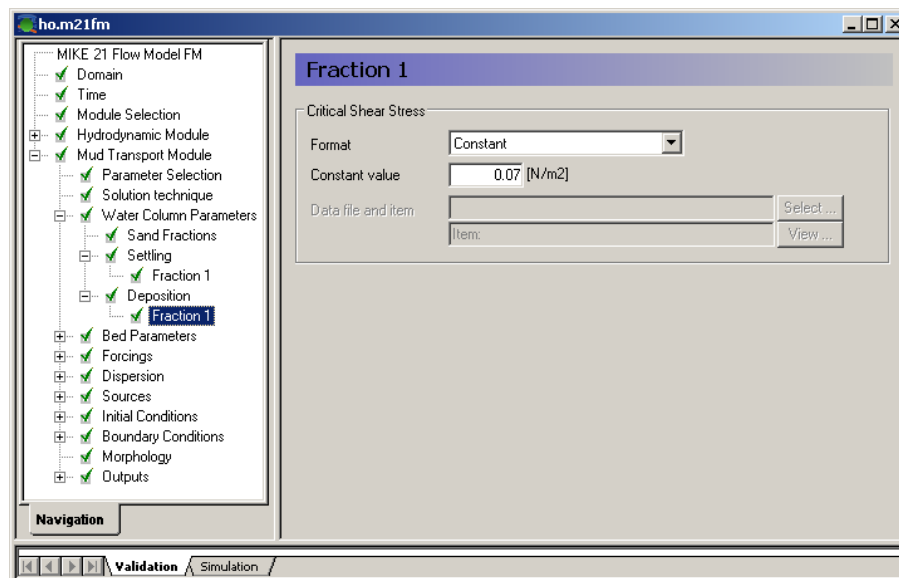 ho.m21fm
MIKE 21 Flow Model FM
Domain
Time
Module Selection
Hydrodynamic Module
Mud Transport Module
Parameter Selection
Solution technique
Water Column Parameters
Sand Fractions
Settling
Fraction 1
Deposition
Fraction 1
Bed Parameters
Forcings
Dispersion
Sources
Initial Conditions
Boundary Conditions
Morphology
Outputs
Navigation
Fraction 1
Critical Shear Stress
Format Constant
Constant value 0.07 [N/m2]
Data file and item Select ...
Item: View ...
Validation Simulation